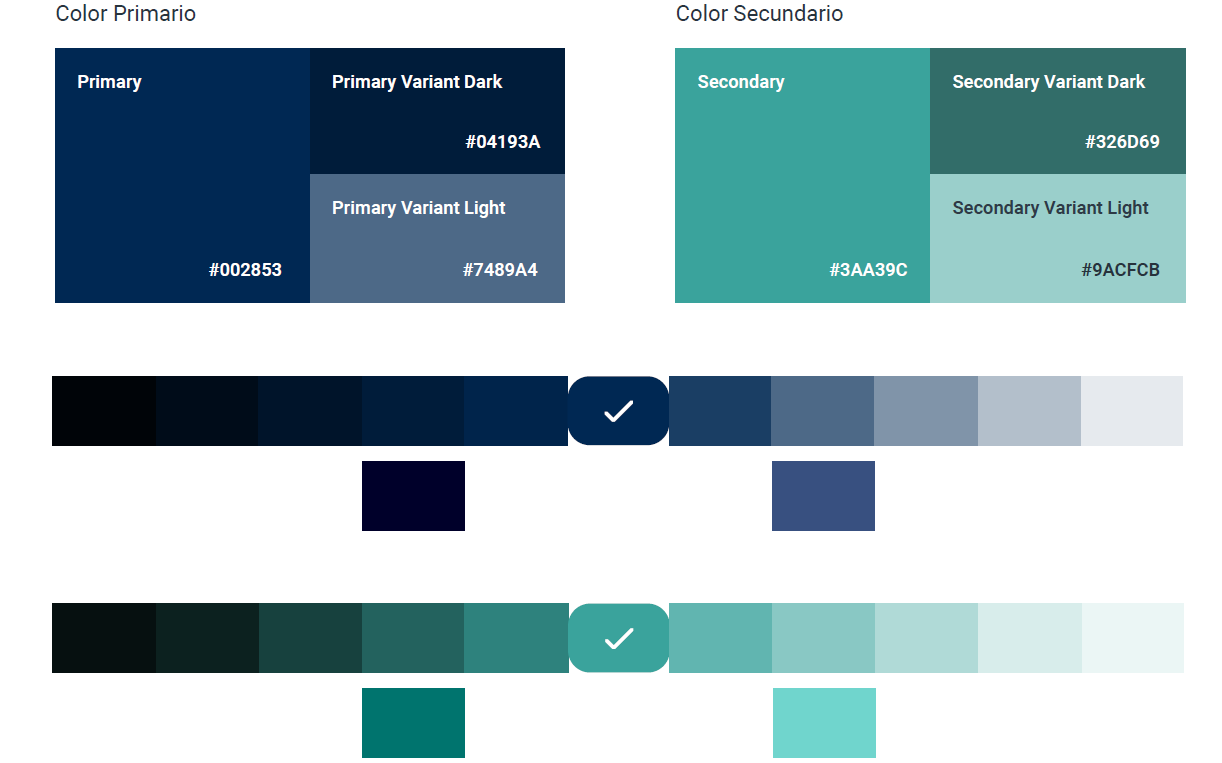 Color Primario
Primary
#002853
Primary Variant Dark
#04193A
Primary Variant Light
#7489A4
Color Secundario
Secondary
#3AA39C
Secondary Variant Dark
#326D69
Secondary Variant Light
#9ACFCB